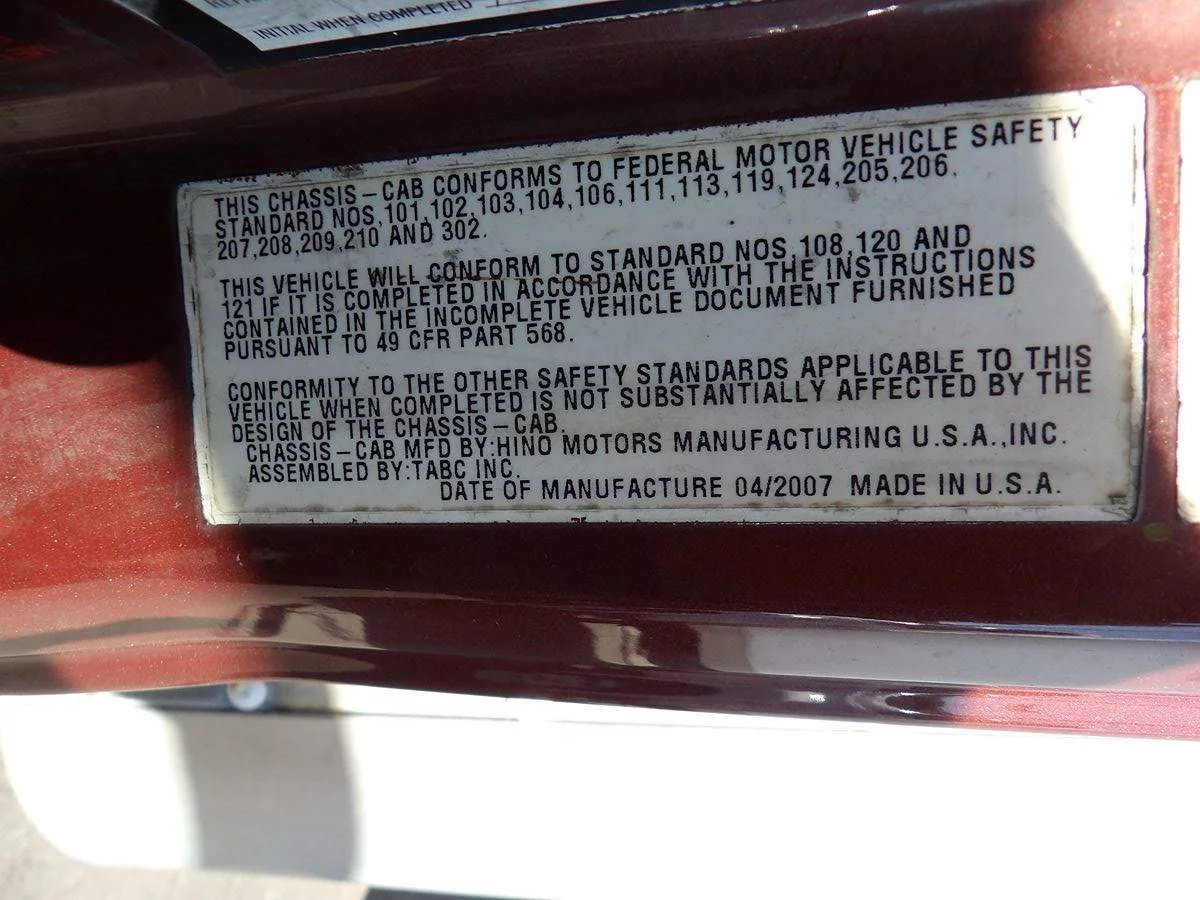 INITIAL WHEN COMPLETED
THIS CHASSIS-CAB CONFORMS TO FEDERAL MOTOR VEHICLE SAFETY
STANDARD NOS,101,102,103,104,106,111,113,119,124,205,206.
207,208,209,210 AND 302.
THIS VEHICLE WILL CONFORM TO STANDARD NOS,108,120 AND
121 IF IT IS COMPLETED IN ACCORDANCE WITH THE INSTRUCTIONS
CONTAINED IN THE INCOMPLETE VEHICLE DOCUMENT FURNISHED
PURSUANT TO 49 CFR PART 568.
CONFORMITY TO THE OTHER SAFETY STANDARDS APPLICABLE TO THIS
VEHICLE WHEN COMPLETED IS NOT SUBSTANTIALLY AFFECTED BY THE
DESIGN OF THE CHASSIS-CAB.
CHASSIS-CAB MFD BY:HINO MOTORS MANUFACTURING U.S.A.,INC.
ASSEMBLED BY:TABC INC.
DATE OF MANUFACTURE 04/2007 MADE IN U.S.A.